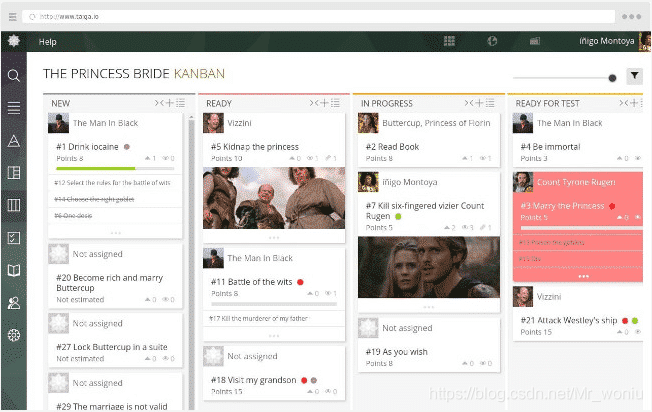 http://www.taiga.io
Help
íñigo Montoya
THE PRINCESS BRIDE KANBAN
NEW
The Man In Black
#1 Drink iocaine
Points 8
1
0
#12 Select the rules for the battle of wits
#14 Choose the right goblet
#6 One desis
...
Not assigned
#20 Become rich and marry
Buttercup
Not estimated
0
0
Not assigned
#27 Lock Buttercup in a suite
Not estimated
0
0
Not assigned
#29 The marriage is not valid
READY
Vizzini
#5 Kidnap the princess
Points 10
0
1
1
...
The Man In Black
#11 Battle of the wits
Points 8
0
1
#17 Kill the murderer of my father
...
Not assigned
#18 Visit my grandson
Points 15
0
0
IN PROGRESS
Buttercup, Princess of Florin
#2 Read Book
Points 8
1
1
íñigo Montoya
#7 Kill six-fingered vizier Count
Rugen
Points 5
2
3
1
...
Not assigned
#19 As you wish
Points 8
0
0
READY FOR TEST
The Man In Black
#4 Be immortal
Points 3
0
Count Tyrone Rugen
#3 Marry the Princess
Points 5
0
...
Vizzini
#21 Attack Westley's ship
Points 15
0
0
https://blog.csdn.net/Mr_woniu